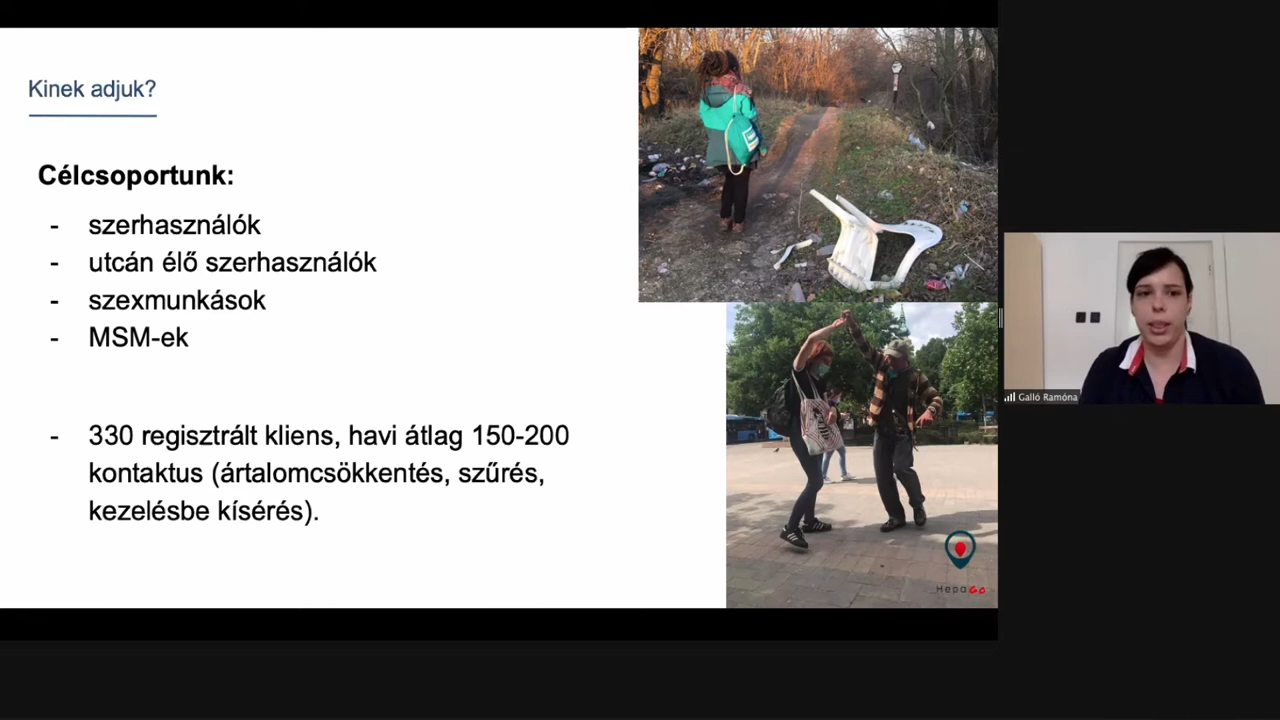 Kinek adjuk?
Célcsoportunk:
- szerhasználók
- utcán élő szerhasználók
- szexmunkások
- MSM-ek
- 330 regisztrált kliens, havi átlag 150-200
kontaktus (ártalomcsökkentés, szűrés,
kezelésbe kísérés).
HepaGo
Galló Ramóna